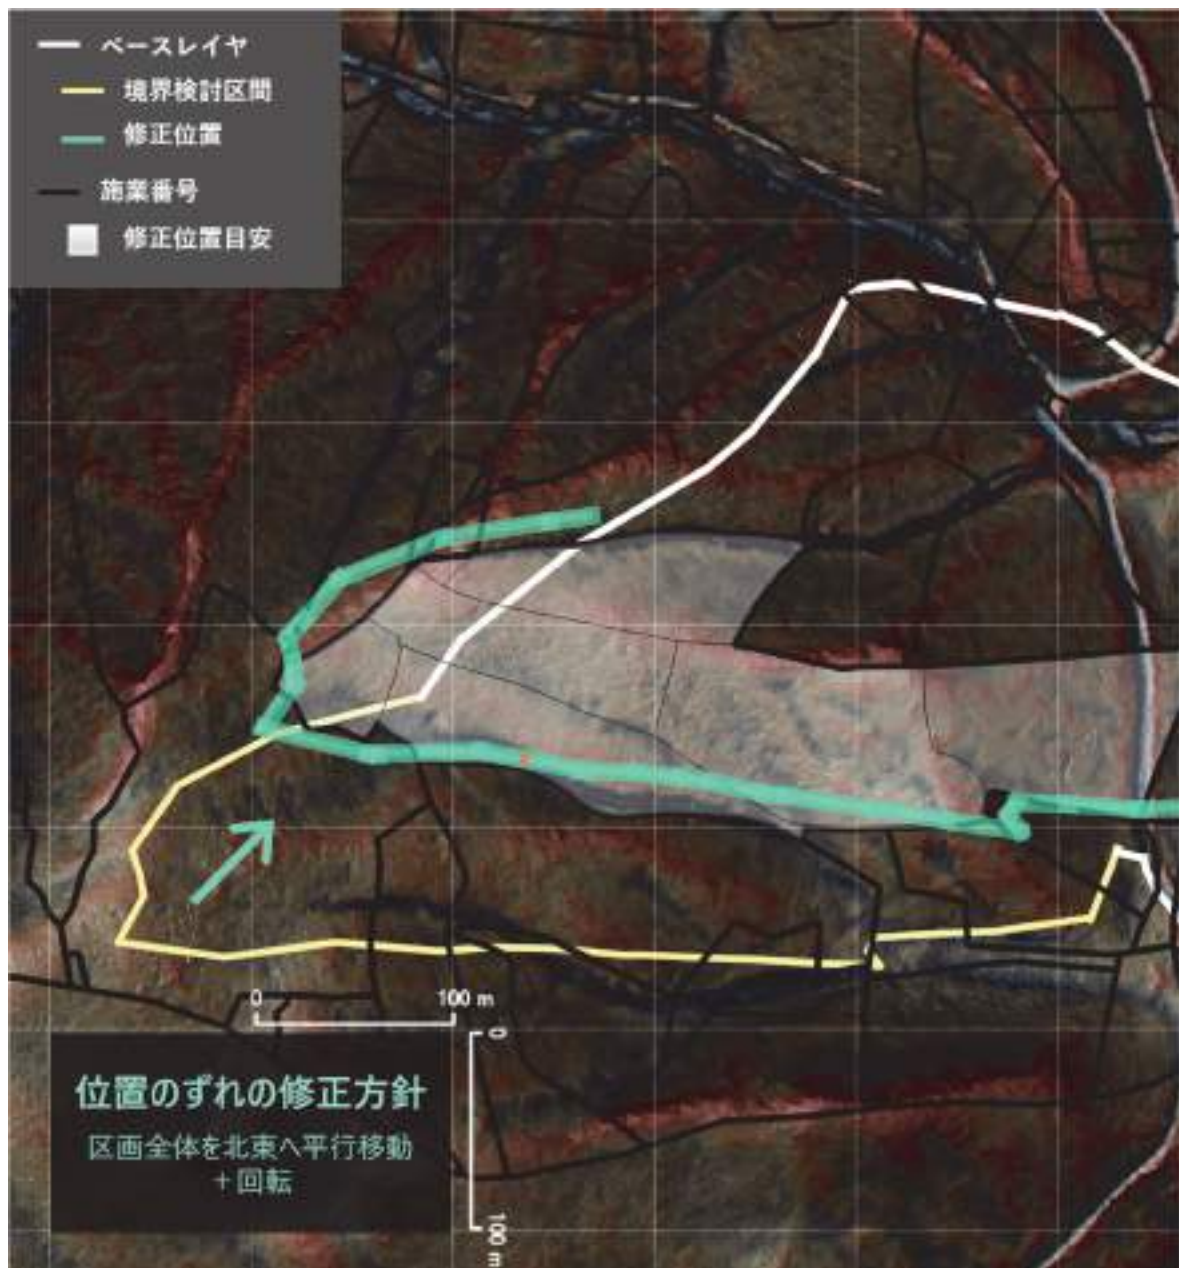 ベースレイヤ
境界検討区間
修正位置
施業番号
修正位置目安
0 100 m
0
100 m
位置のずれの修正方針
区画全体を北東へ平行移動
+回転